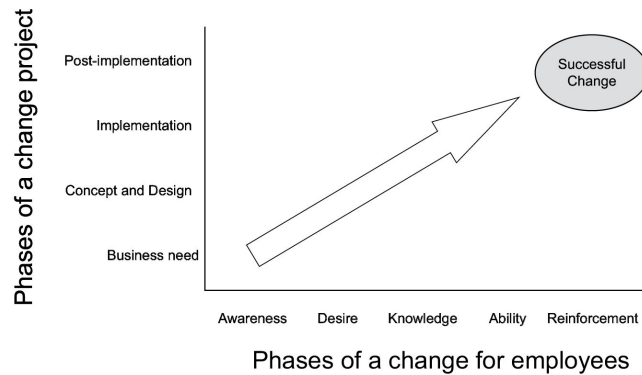 Phases of a change project
Post-implementation
Implementation
Concept and Design
Business need
Successful
Change
Awareness Desire Knowledge Ability Reinforcement
Phases of a change for employees